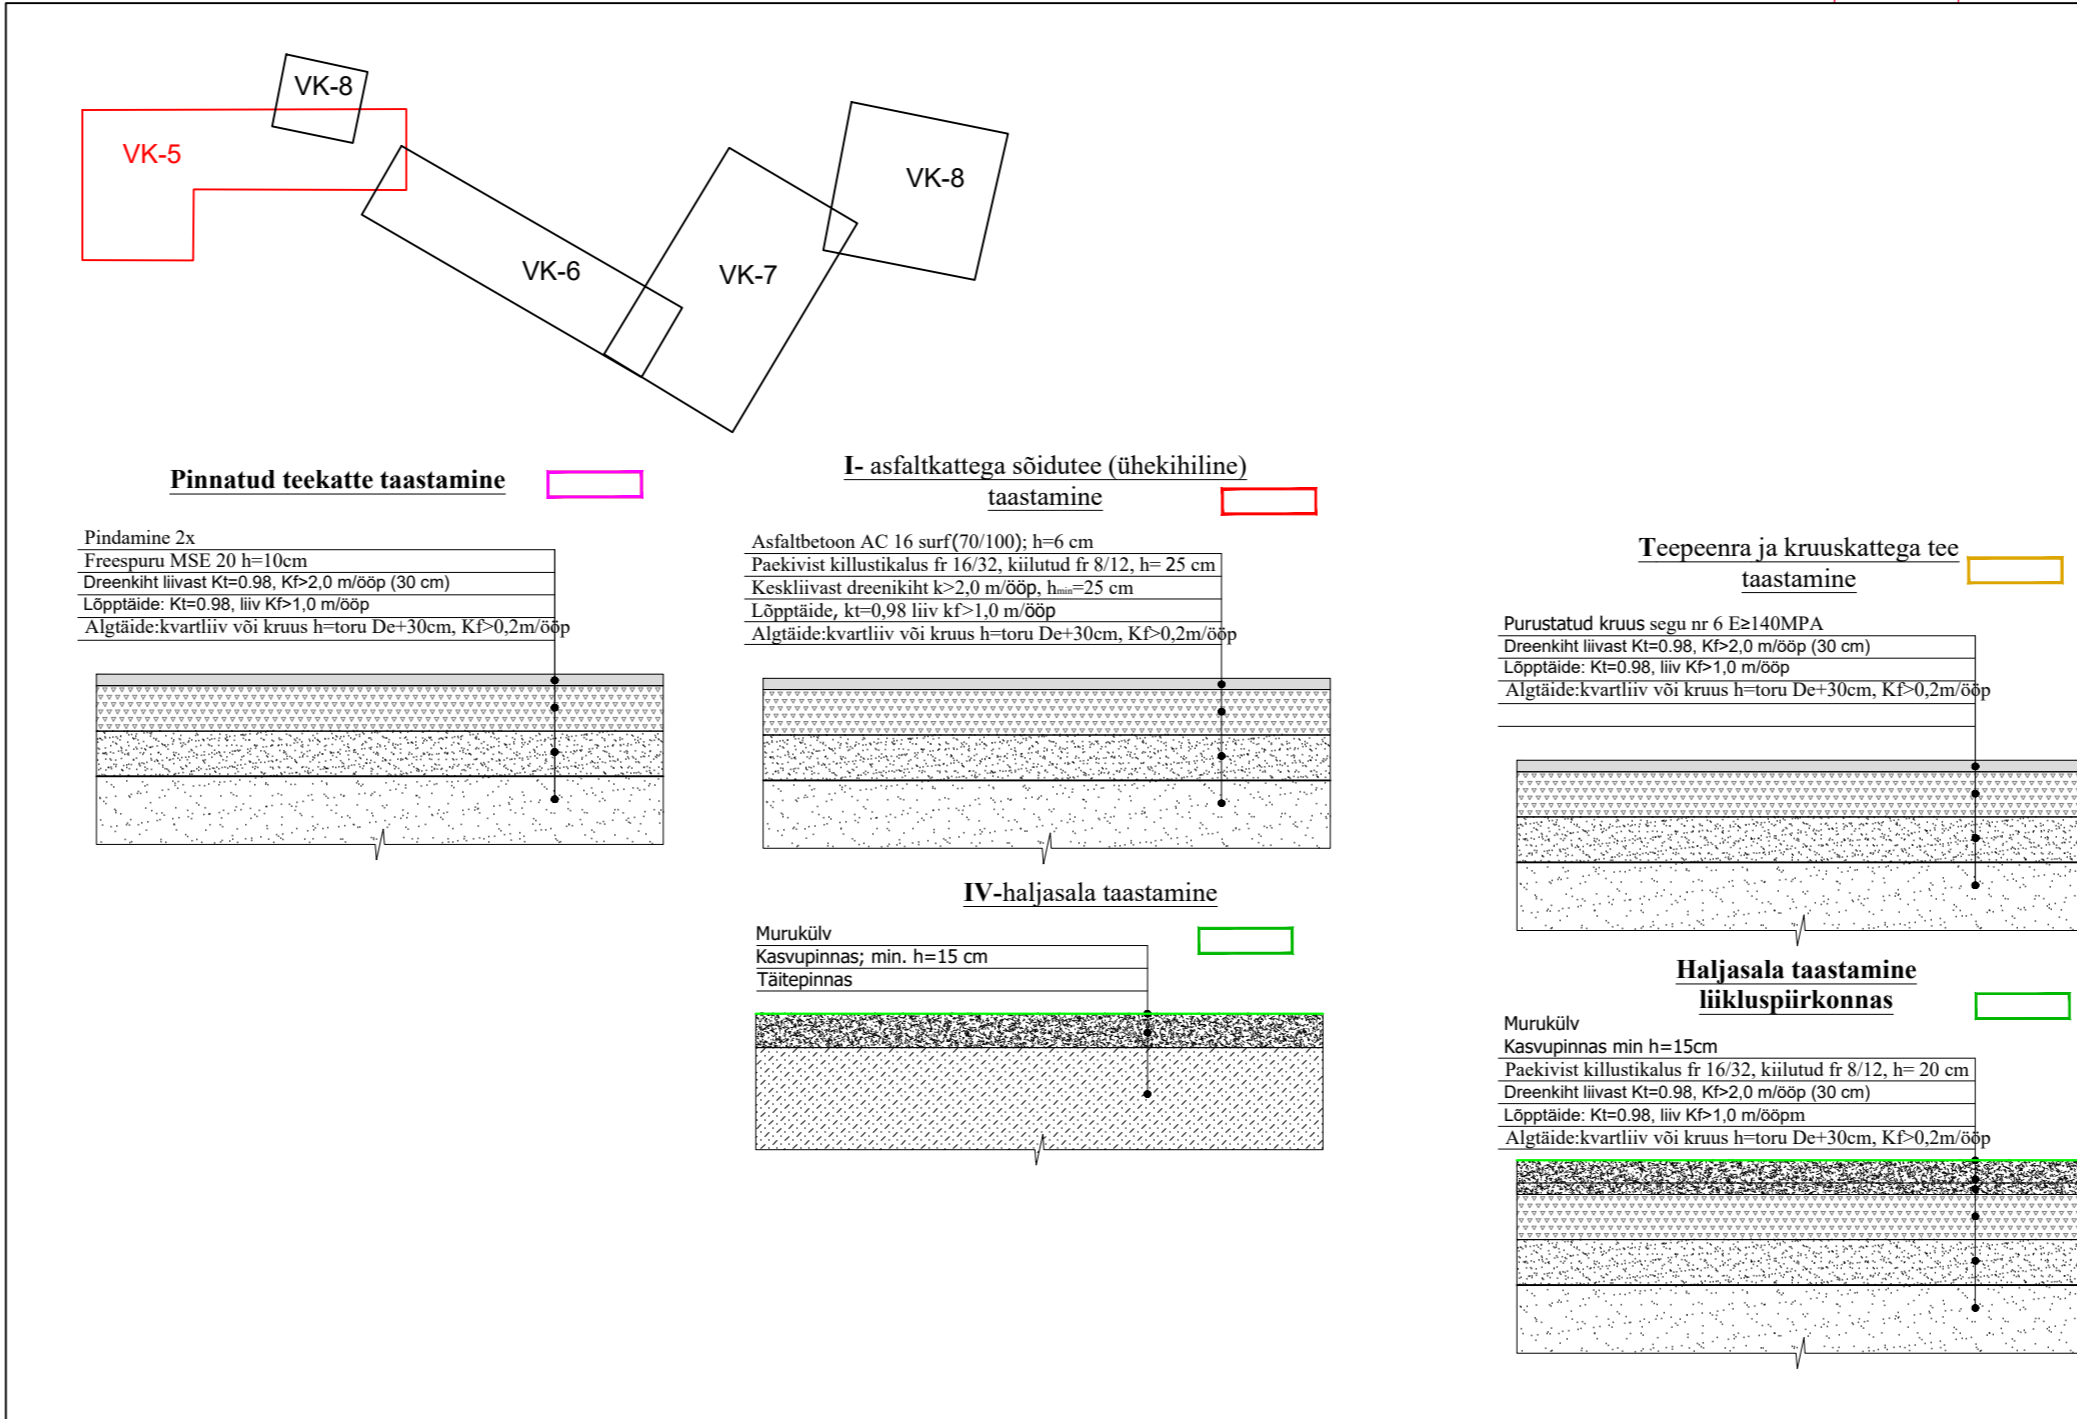 VK-8
VK-5
VK-8
VK-6
VK-7
Pinnatud teekatte taastamine
Pindamine 2x
Freespuru MSE 20 h=10cm
Dreenkiht liivast Kt=0.98, Kf>2,0 m/ööp (30 cm)
Lõpptäide: Kt=0.98, liiv Kf>1,0 m/ööp
Algtäide:kvartliiv või kruus h=toru De+30cm, Kf>0,2m/ööp
I- asfaltkattega sõidutee (ühekihiline)
taastamine
Asfaltbetoon AC 16 surf(70/100); h=6 cm
Paekivist killustikalus fr 16/32, kiilutud fr 8/12, h= 25 cm
Keskliivast dreenikiht k>2,0 m/ööp, hmin=25 cm
Lõpptäide, kt=0,98 liiv kf>1,0 m/ööp
Algtäide:kvartliiv või kruus h=toru De+30cm, Kf>0,2m/ööp
Teepeenra ja kruuskattega tee
taastamine
Purustatud kruus segu nr 6 E≥140MPA
Dreenkiht liivast Kt=0.98, Kf>2,0 m/ööp (30 cm)
Lõpptäide: Kt=0.98, liiv Kf>1,0 m/ööp
Algtäide:kvartliiv või kruus h=toru De+30cm, Kf>0,2m/ööp
IV-haljasala taastamine
Murukülv
Kasvupinnas; min. h=15 cm
Täitepinnas
Haljasala taastamine
liikluspiirkonnas
Murukülv
Kasvupinnas min h=15cm
Paekivist killustikalus fr 16/32, kiilutud fr 8/12, h= 20 cm
Dreenkiht liivast Kt=0.98, Kf>2,0 m/ööp (30 cm)
Lõpptäide: Kt=0.98, liiv Kf>1,0 m/ööpm
Algtäide:kvartliiv või kruus h=toru De+30cm, Kf>0,2m/ööp